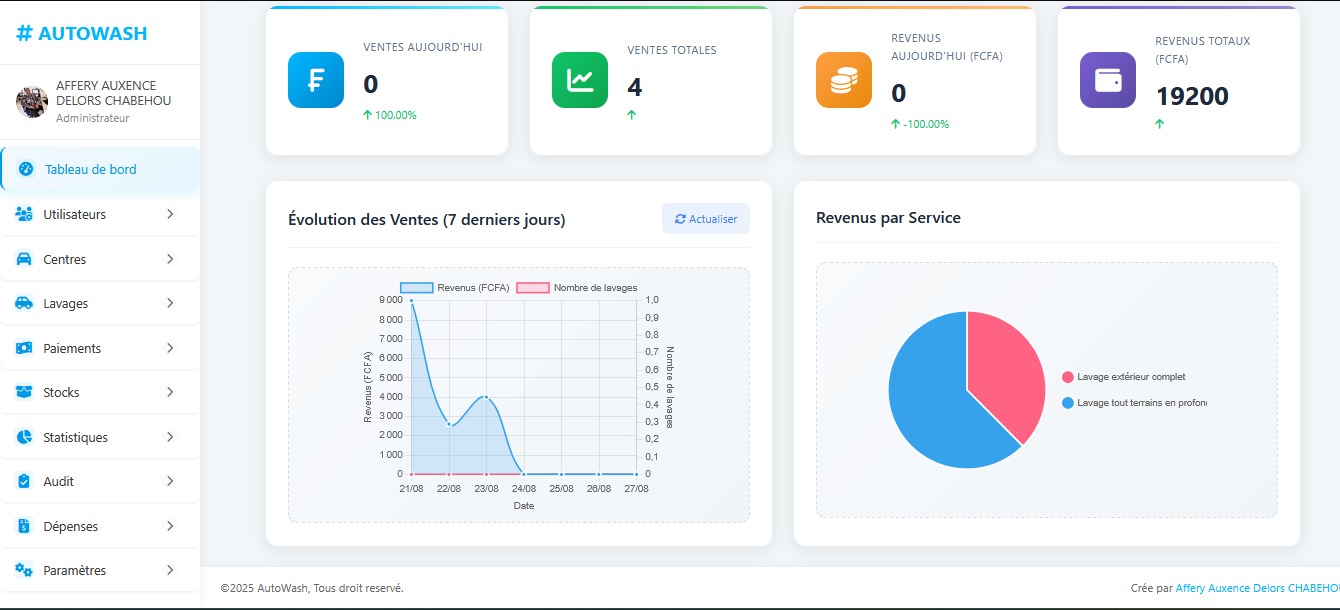 AUTOWASH
AFFERY AUXENCE
DELORS CHABEHOU
Administrateur
Tableau de bord
Utilisateurs
Centres
Lavages
Paiements
Stocks
Statistiques
Audit
Dépenses
Paramètres
VENTES AUJOURD'HUI
0
100.00%
VENTES TOTALES
4
REVENUS
AUJOURD'HUI (FCFA)
0
-100.00%
REVENUS TOTAUX
(FCFA)
19200
Évolution des Ventes (7 derniers jours)
Actualiser
Revenu (FCFA)
Nombre de lavages
Revenus (FCFA)
9 000
8 000
7 000
6 000
5 000
4 000
3 000
2 000
1 000
0
1,0
0,9
0,8
0,7
0,6
0,5
0,4
0,3
0,2
0,1
0
Nombre de lavages
21/08 22/08 23/08 24/08 25/08 26/08 27/08
Date
Revenus par Service
Lavage extérieur complet
Lavage tout terrains en profon
©2025 AutoWash, Tous droit reservé.
Crée par Affery Auxence Delors CHABEHO